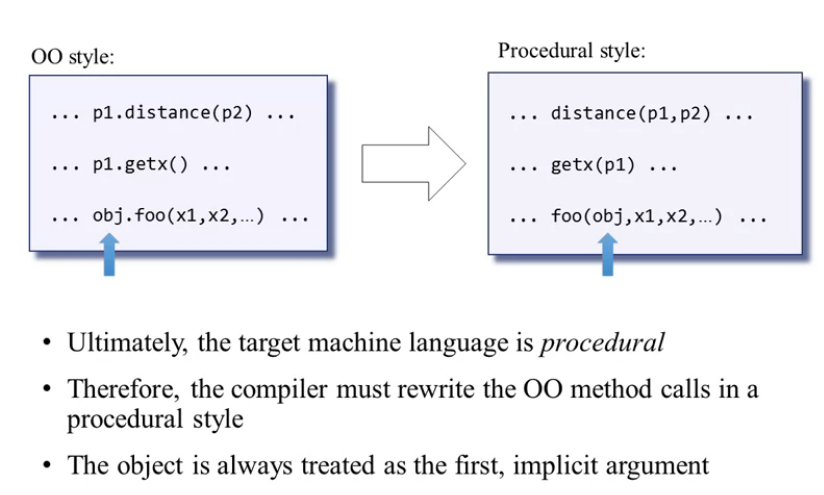 OO style:
... p1.distance(p2) ...
... p1.getx() ...
... obj.foo(x1,x2,…) ...
Procedural style:
... distance(p1,p2) ...
... getx(p1) ...
... foo(obj,x1,x2,…) ...
• Ultimately, the target machine language is procedural
• Therefore, the compiler must rewrite the OO method calls in a
procedural style
• The object is always treated as the first, implicit argument